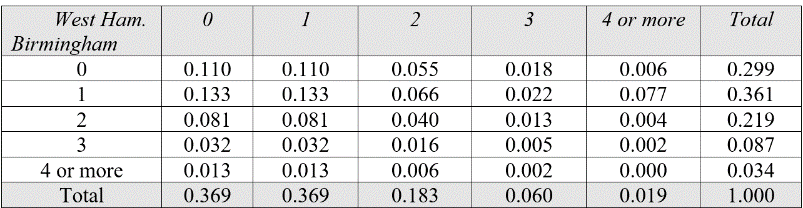 West Ham. 0 1 2 3 4 or more Total
Birmingham
0 0.110 0.110 0.055 0.018 0.006 0.299
1 0.133 0.133 0.066 0.022 0.077 0.361
2 0.081 0.081 0.040 0.013 0.004 0.219
3 0.032 0.032 0.016 0.005 0.002 0.087
4 or more 0.013 0.013 0.006 0.002 0.000 0.034
Total 0.369 0.369 0.183 0.060 0.019 1.000